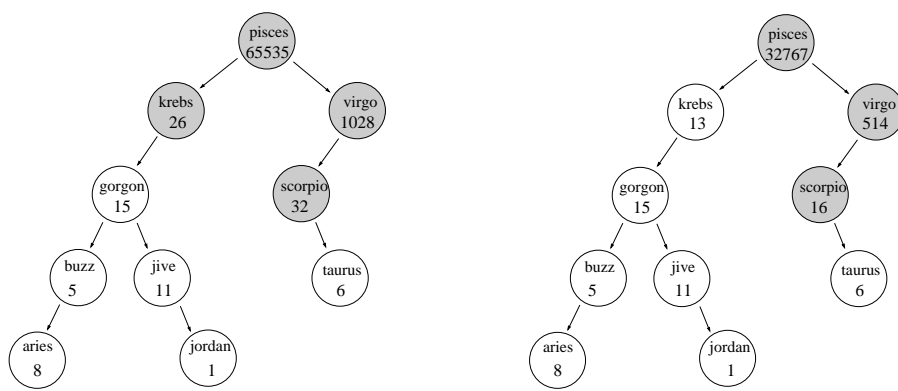 pisces
65535
krebs
26
virgo
1028
gorgon
15
scorpio
32
buzz
5
jive
11
taurus
6
aries
8
jordan
1
pisces
32767
krebs
13
virgo
514
gorgon
15
scorpio
16
buzz
5
jive
11
taurus
6
aries
8
jordan
1